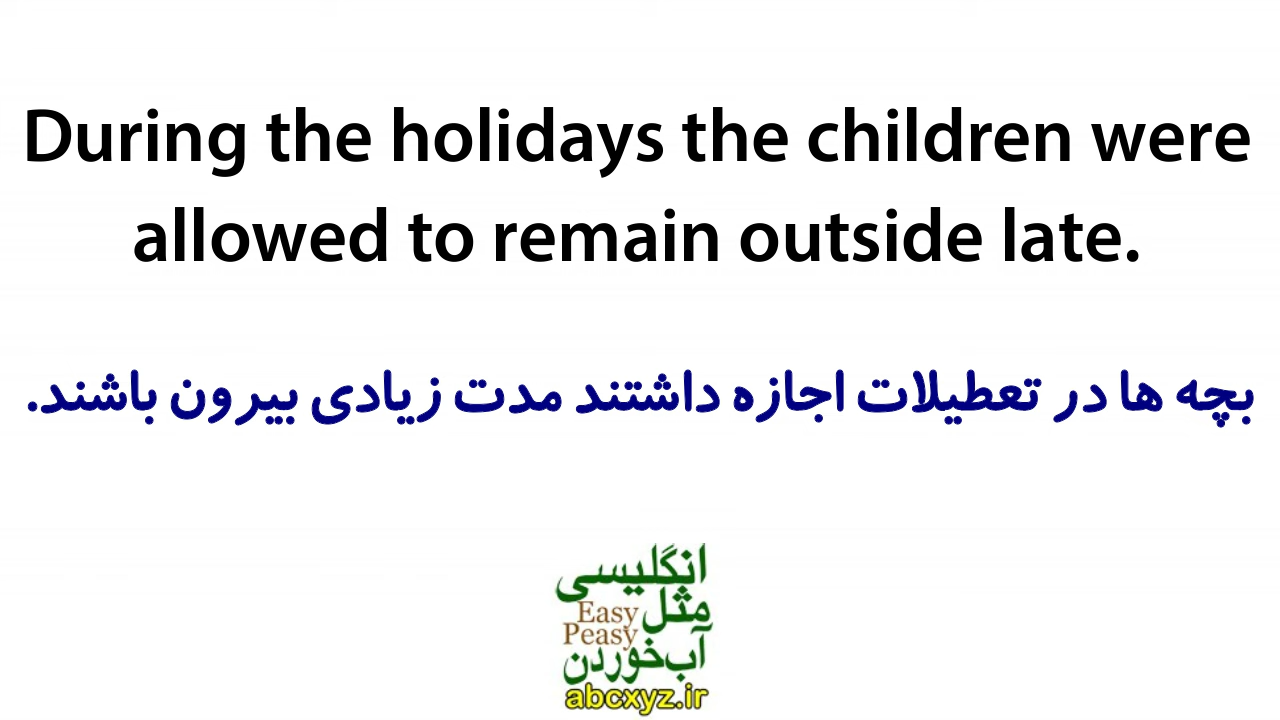 During the holidays the children were
allowed to remain outside late.
بچه ها در تعطیلات اجازه داشتند مدت زیادی بیرون باشند.
انگلیسی
مثل
Easy
Peasy
آب‌خوردن
abcxyz.ir